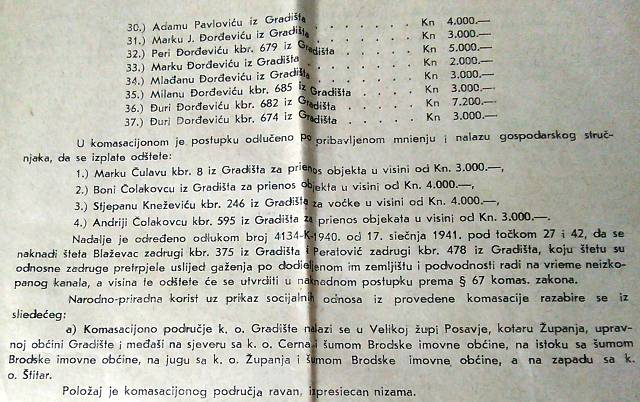 30.) Adamu Pavloviću iz Gradišta . . . . . . . Kn 4.000.—
31.) Marku J. Đorđeviću iz Gradišta . . . . . . Kn 3.000.—
32.) Peri Đorđeviću kbr. 679 iz Gradišta . . . . . Kn 5.000.—
33.) Marku Đorđeviću iz Gradišta . . . . . . . Kn 2.000.—
34.) Mlađanu Đorđeviću iz Gradišta . . . . . . Kn 3.000.—
35.) Milanu Đorđeviću kbr. 685 iz Gradišta . . . . . Kn 3.000.—
36.) Đuri Đorđeviću kbr. 682 iz Gradišta . . . . . Kn 7.200.—
37.) Đuri Đorđeviću kbr. 674 iz Gradišta . . . . . Kn 3.000.—
U komasacijonom je postupku odlučeno po pribavljenom mnienju i nalazu gospodarskog struč-
njaka, da se izplate odštete:
1.) Marku Čulavu kbr. 8 iz Gradišta za prienos objekta u visini od Kn. 3.000.—,
2.) Boni Čolakovcu iz Gradišta za prienos objekta u visini od Kn. 4.000.—,
3.) Stjepanu Kneževiću kbr. 246 iz Gradišta za voćke u visini od Kn. 4.000.—,
4.) Andriji Čolakovcu kbr. 595 iz Gradišta za prienos objekata u visini od Kn. 3.000.—.
Nadalje je određeno odlukom broj 4134-K-1940. od 17. siečnja 1941. pod točkom 27 i 42, da se
naknadi šteta Blaževac zadrugi kbr. 375 iz Gradišta i Peratović zadrugi kbr. 478 iz Gradišta, koju štetu su
odnosne zadruge pretrpjele uslijed gaženja po dodieljenom im zemljištu i podvodnosti radi na vrieme neizko-
panog kanala, a visina te odštete će se utvrditi u naknadnom postupku prema § 67 komas. zakona.
Narodno-priradna korist uz prikaz socijalnih odnosa iz provedene komasacije razabire se iz
sliedećeg:
a) Komasacijono područje k. o. Gradište nalazi se u Velikoj župi Posavje, kotaru Županja, uprav-
noj obćini Gradište i međaši na sjeveru sa k. o. Cerna i šumom Brodske imovne obćine, na istoku sa šumom
Brodske imovne obćine, na jugu sa k. o. Županja i šumom Brodske imovne obćine, a na zapadu sa k.
o. Štitar.
Položaj je komasacijonog područja ravan, izpresiecan nizama.